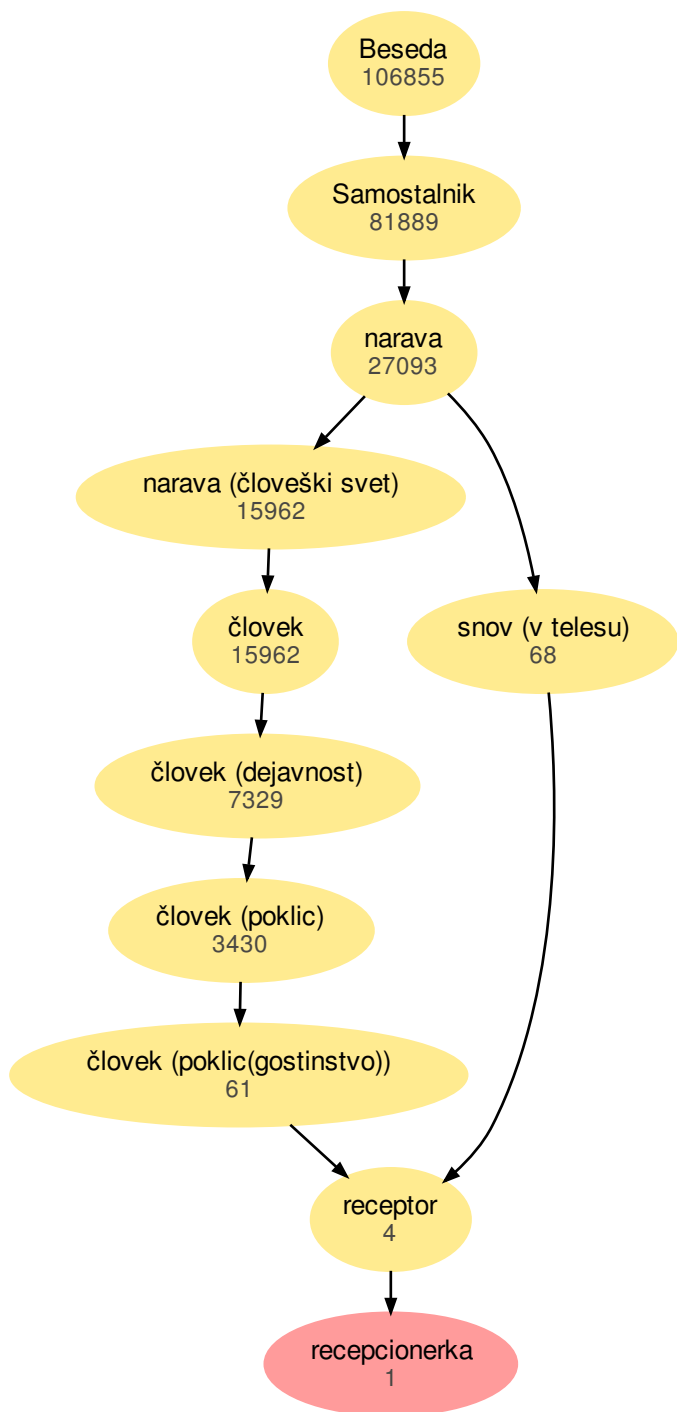 Beseda
106855
Samostalnik
81889
narava
27093
narava (človeški svet)
15962
človek
15962
snov (v telesu)
68
človek (dejavnost)
7329
človek (poklic)
3430
človek (poklic(gostinstvo))
61
receptor
4
recepcionerka
1